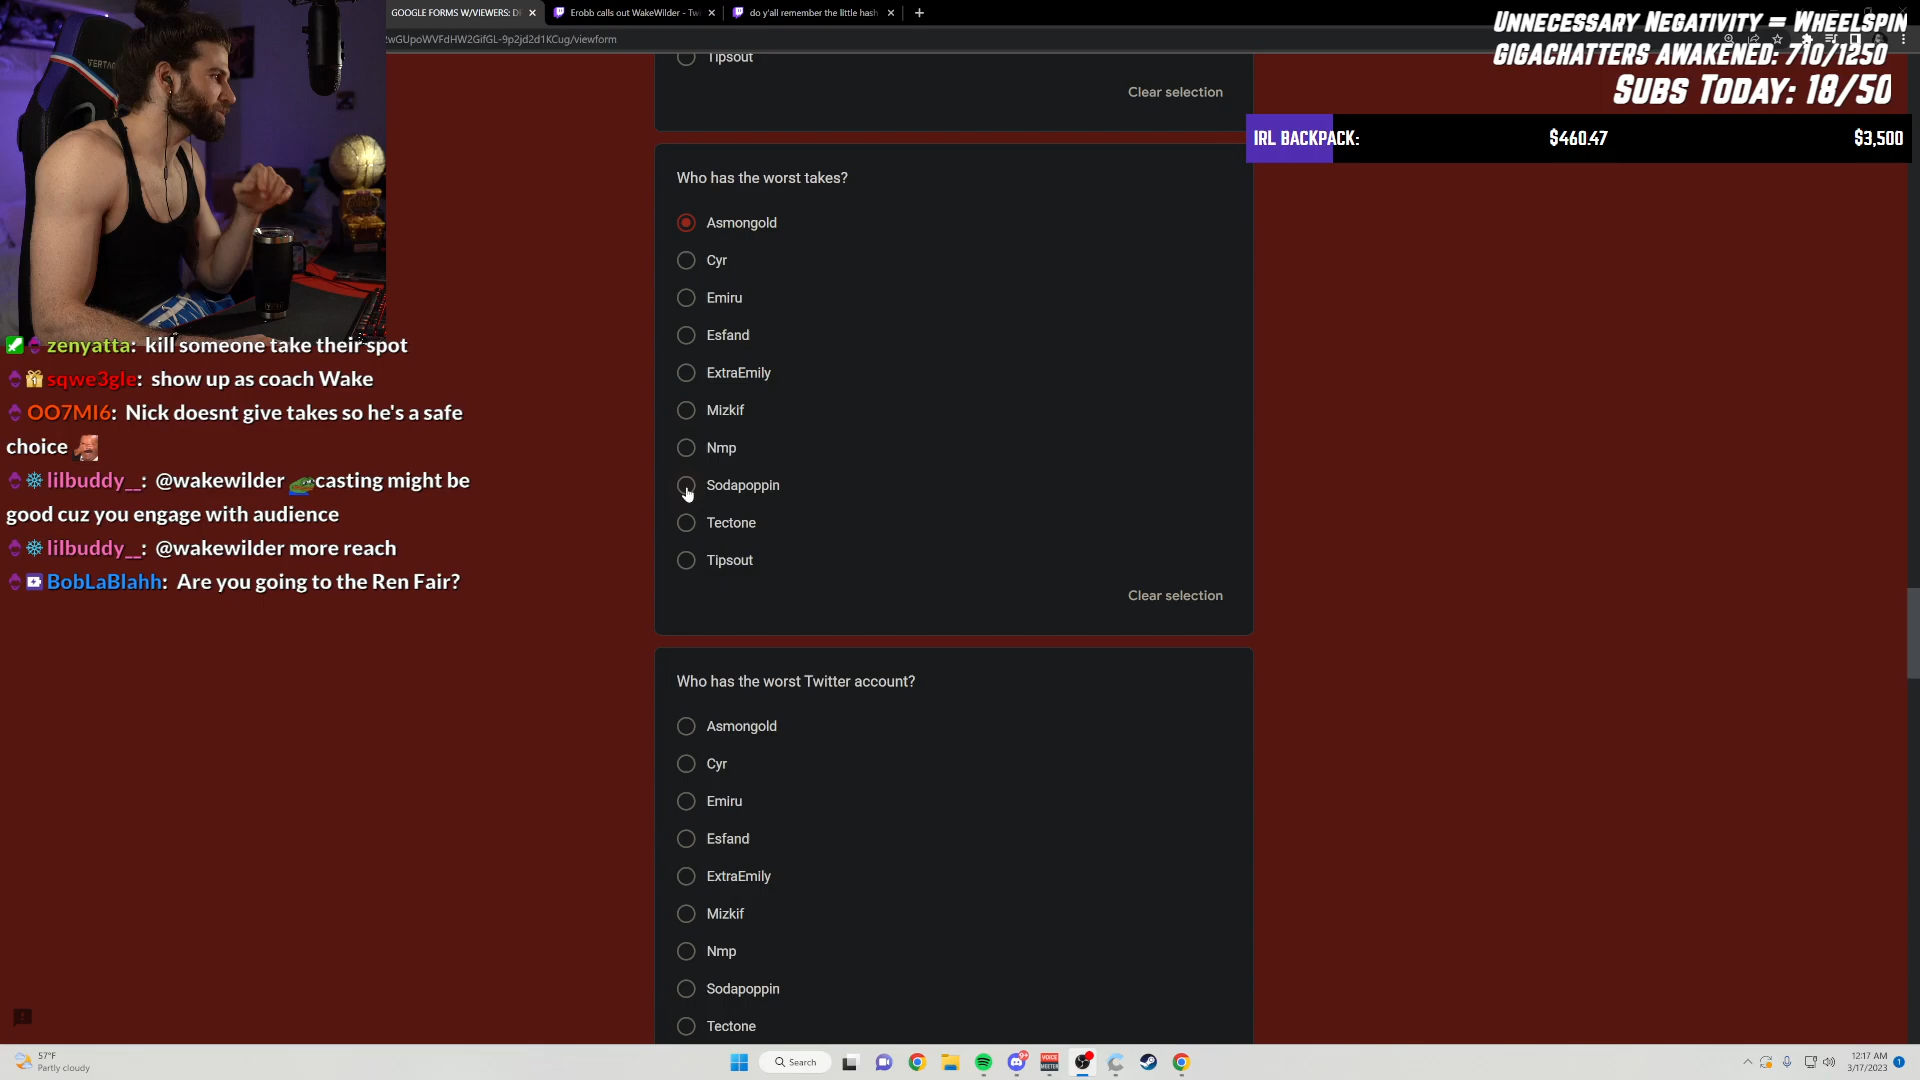 GOOGLE FORMS W/VIEWERS: DF
Erobb calls out WakeWilder - Tw
do y'all remember the little hash
wGUpoWVFdHW2GifGL-9p2jd2d1KCug/viewform
Unnecessary Negativity = Wheelspin
GIGACHATTERS AWAKENED: 710/1250
Subs Today: 18/50
IRL BACKPACK: $460.47 $3,500
Tipsout
Clear selection
Who has the worst takes?
Asmongold
Cyr
Emiru
Esfand
ExtraEmily
Mizkif
Nmp
Sodapoppin
Tectone
Tipsout
Clear selection
zenyatta: kill someone take their spot
sqwe3gle: show up as coach Wake
OO7MI6: Nick doesnt give takes so he's a safe
choice
lilbuddy__: @wakewilder casting might be
good cuz you engage with audience
lilbuddy__: @wakewilder more reach
BobLaBlahh: Are you going to the Ren Fair?
Who has the worst Twitter account?
Asmongold
Cyr
Emiru
Esfand
ExtraEmily
Mizkif
Nmp
Sodapoppin
Tectone
57°F
Partly cloudy
Search
VOICE
MEETER
12:17 AM
3/17/2023
1